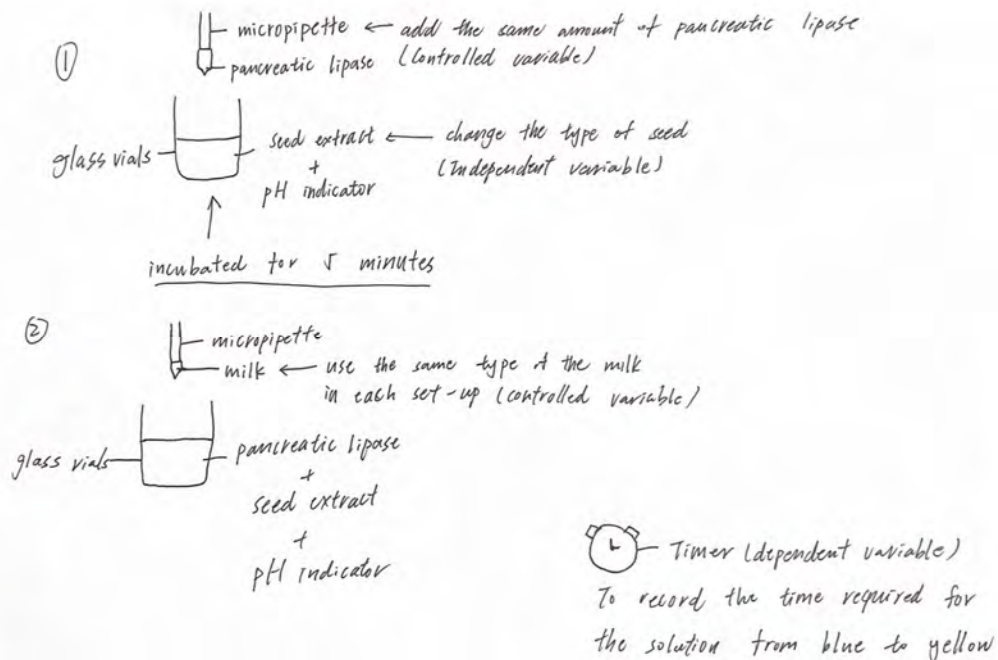 ①
micropipette ← add the same amount of pancreatic lipase
pancreatic lipase (Controlled variable)
glass vials
seed extract ← change the type of seed
+ (Independent variable)
pH indicator
incubated for 5 minutes
②
micropipette
milk ← use the same type of the milk
in each set-up (controlled variable)
glass vials
pancreatic lipase
+
seed extract
+
pH indicator
Timer (dependent variable)
To record the time required for
the solution from blue to yellow